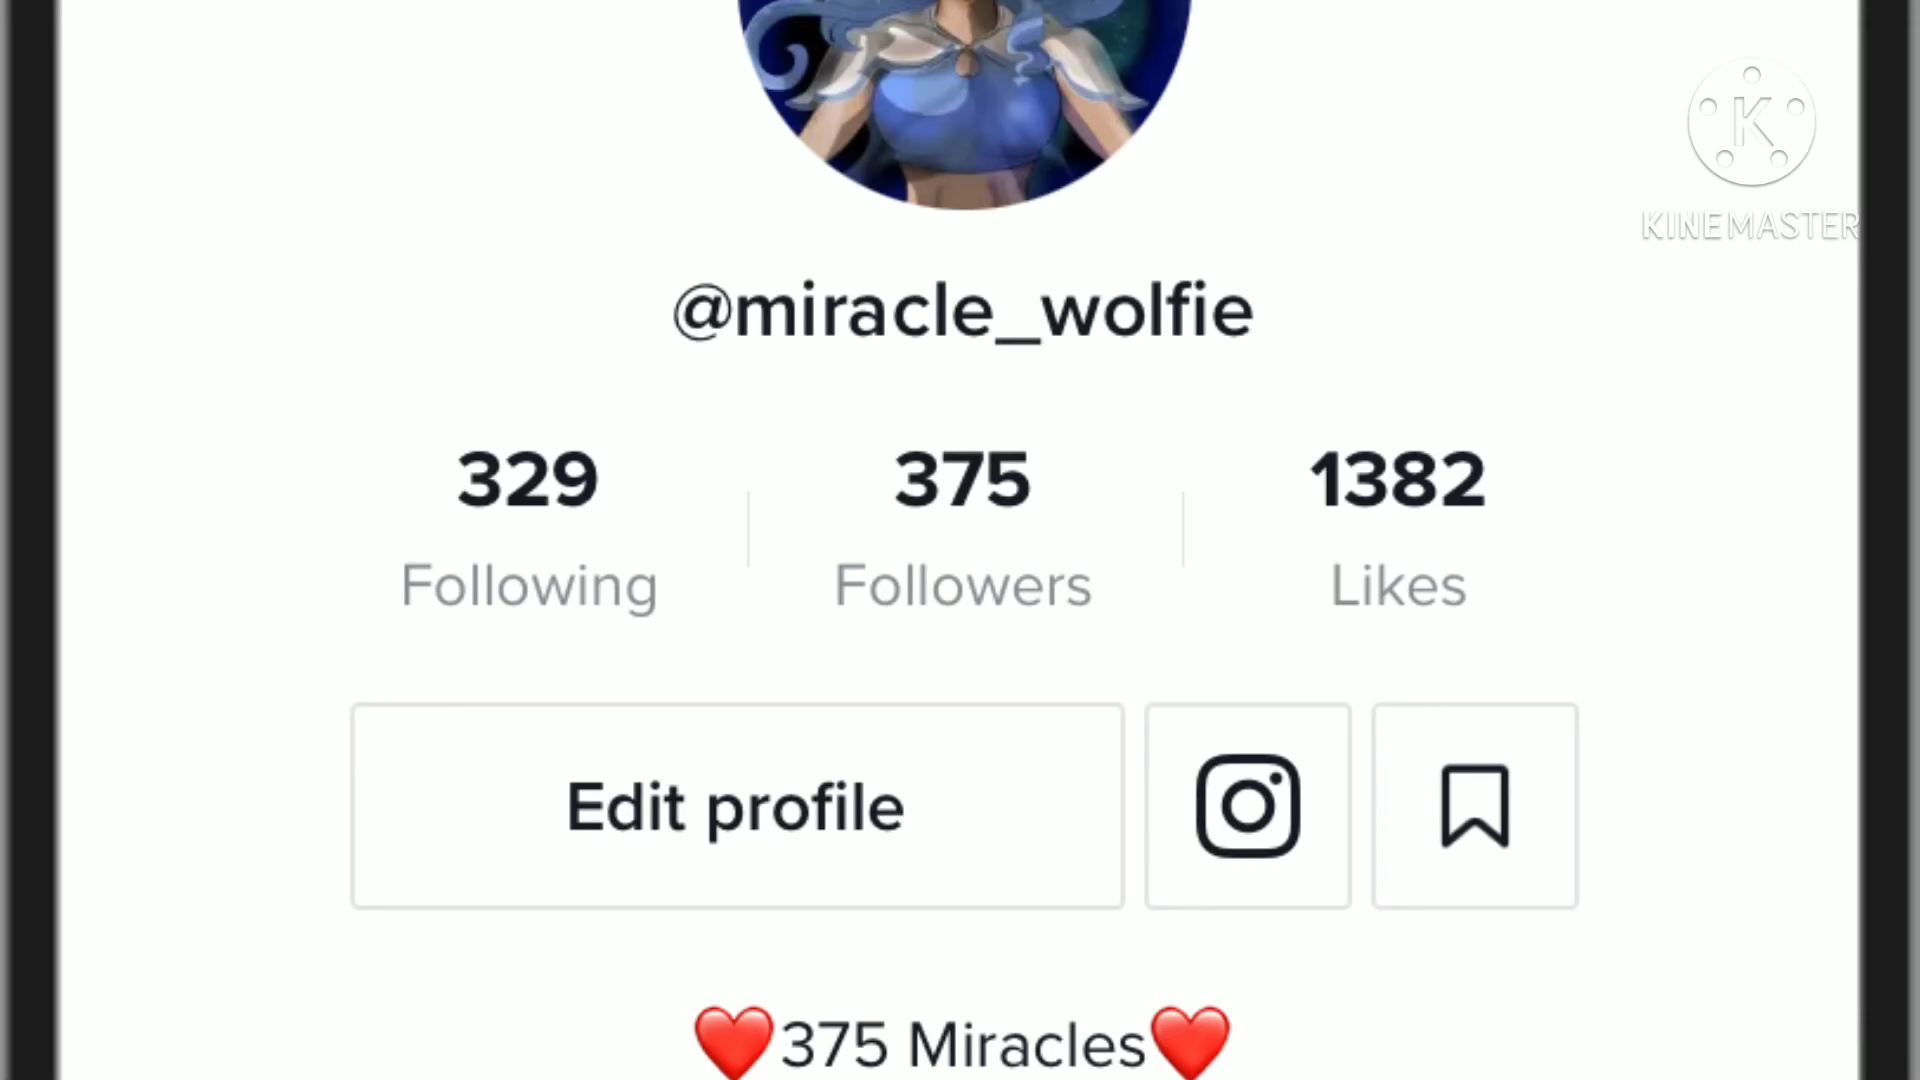 K
KINEMASTER
@miracle_wolfie
329
375
1382
Following
Followers
Likes
Edit profile
❤️375 Miracles❤️